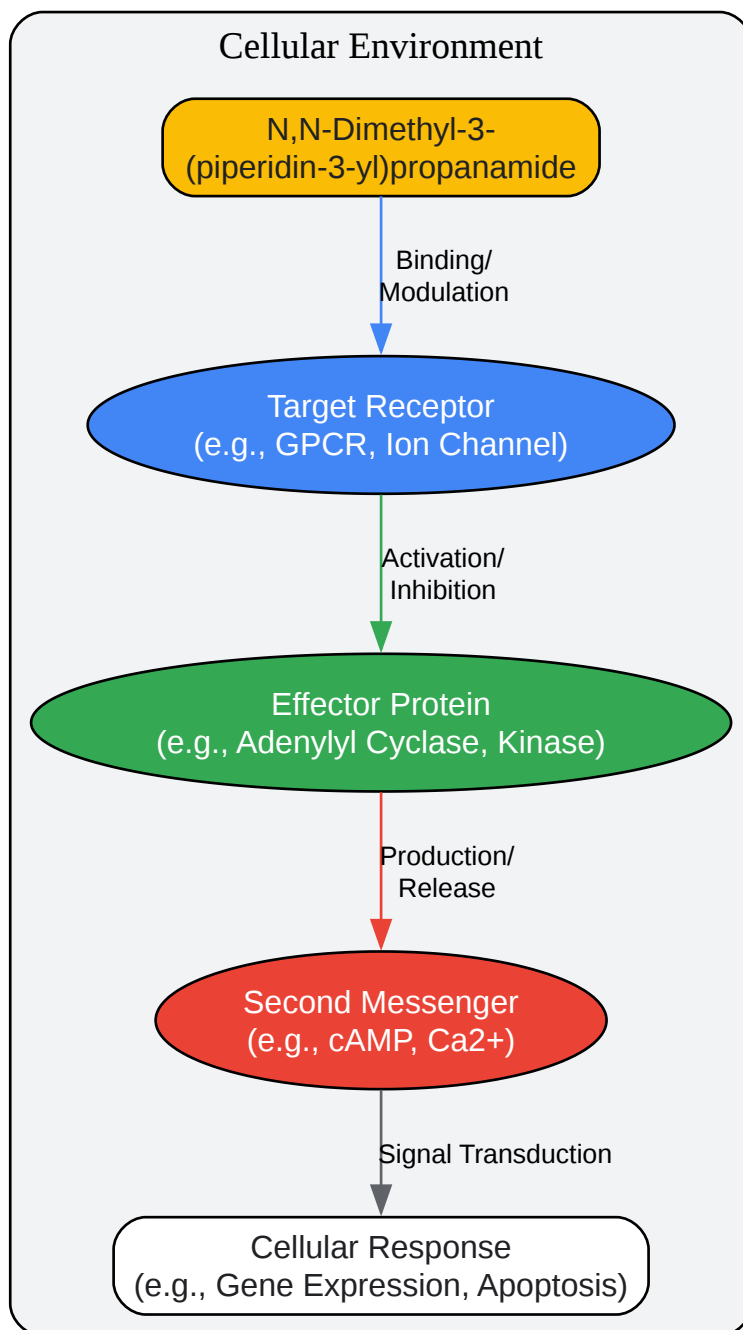 Cellular Environment
N,N-Dimethyl-3-
(piperidin-3-yl)propanamide
Binding/
Modulation
Target Receptor
(e.g., GPCR, Ion Channel)
Activation/
Inhibition
Effector Protein
(e.g., Adenylyl Cyclase, Kinase)
Production/
Release
Second Messenger
(e.g., cAMP, Ca2+)
Signal Transduction
Cellular Response
(e.g., Gene Expression, Apoptosis)